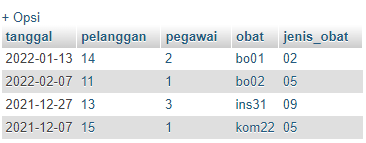 + Opsi
tanggal pelanggan pegawai obat jenis_obat
2022-01-13 14 2 bo01 02
2022-02-07 11 1 bo02 05
2021-12-27 13 3 ins31 09
2021-12-07 15 1 kom22 05